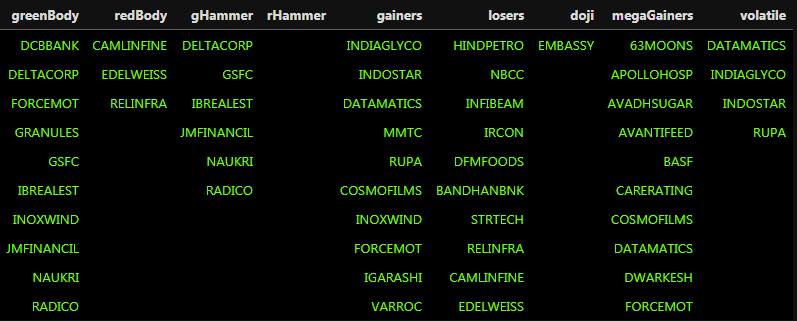 greenBody redBody gHammer rHammer gainers losers doji megaGainers volatile
DCBBANK CAMLINFINE DELTACORP INDIAGLYCO HINDPETRO EMBASSY 63MOONS DATAMATICS
DELTACORP EDELWEISS GSFC INDOSTAR NBCC APOLLOHOSP INDIAGLYCO
FORCEMOT RELINFRA IBREALEST DATAMATICS INFIBEAM AVADHSUGAR INDOSTAR
GRANULES JMFINANCIL MMTC IRCON AVANTIFEED RUPA
GSFC NAUKRI RUPA DFMFOODS BASF
IBREALEST RADICO COSMOFILMS BANDHANBNK CARERATING
INOXWIND INOXWIND STRTECH COSMOFILMS
JMFINANCIL FORCEMOT RELINFRA DATAMATICS
NAUKRI IGARASHI CAMLINFINE DWARKESH
RADICO VARROC EDELWEISS FORCEMOT